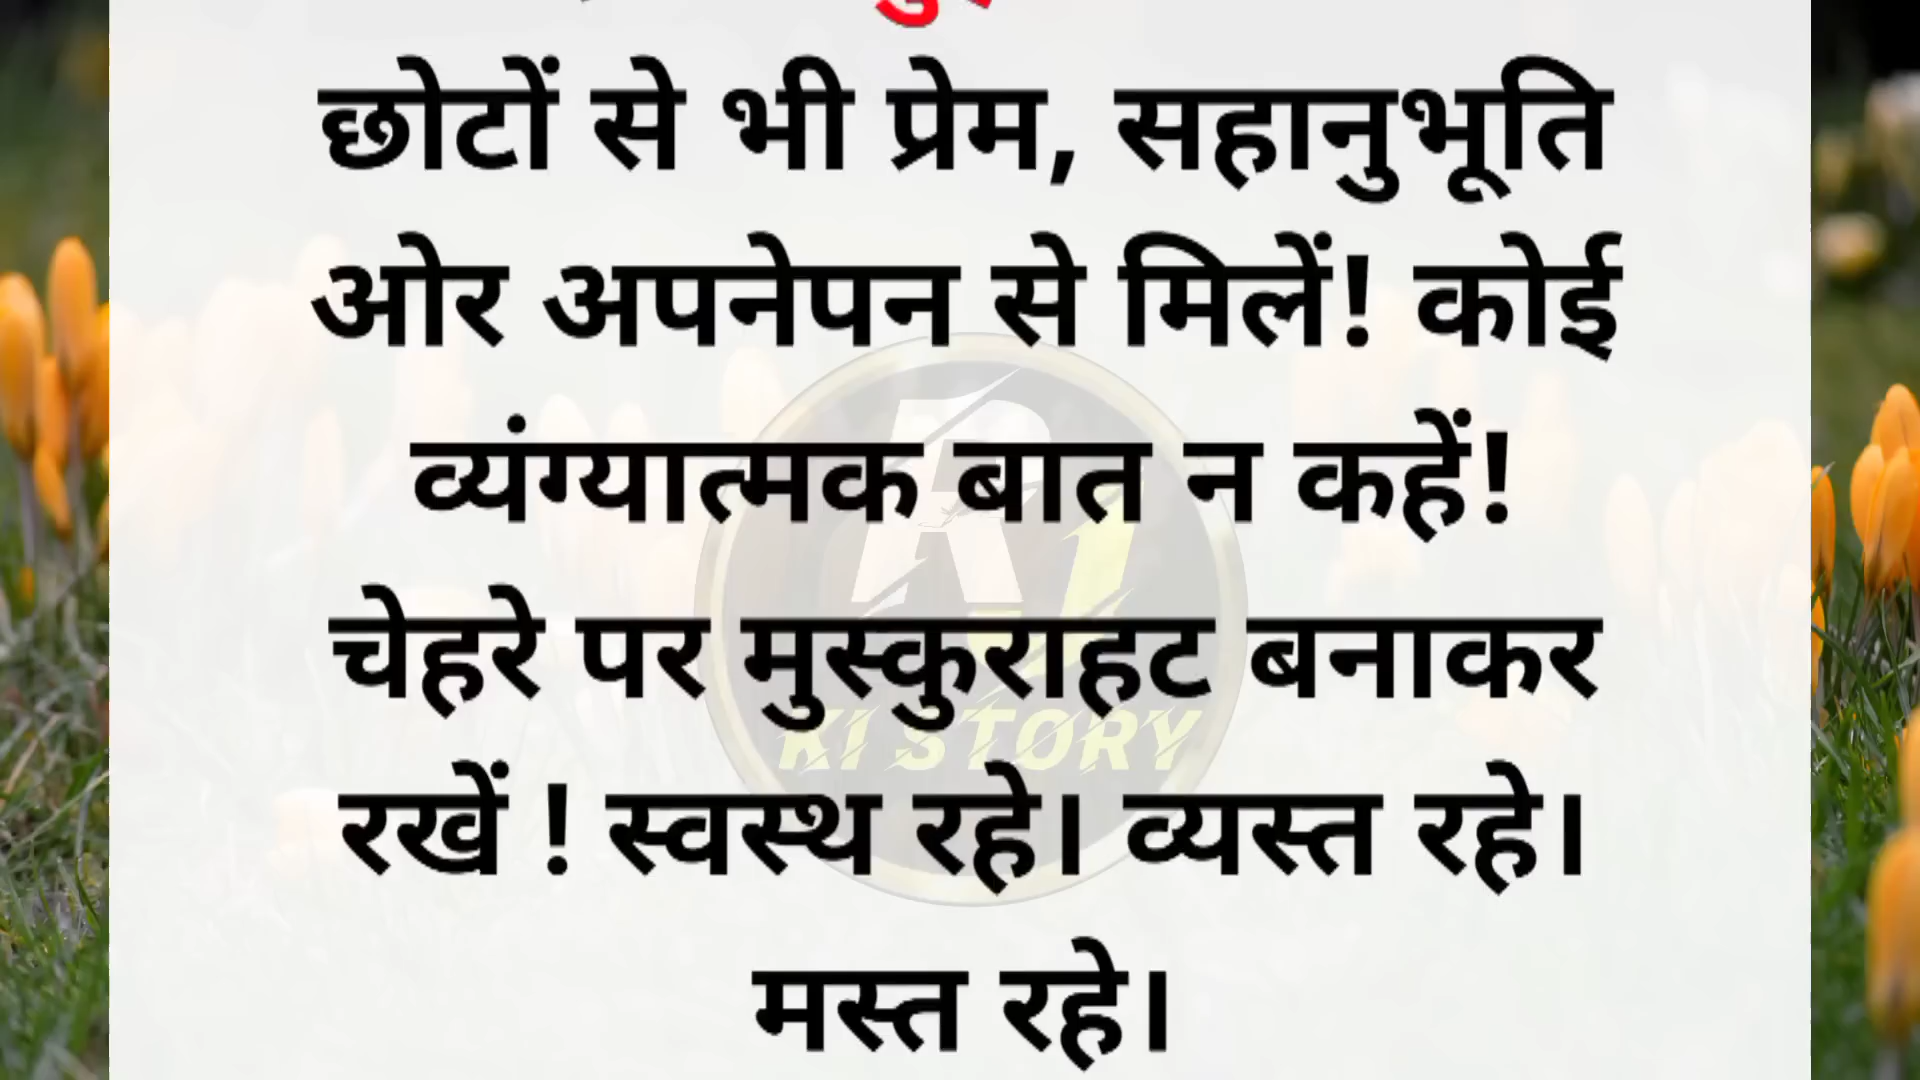 छोटों से भी प्रेम, सहानुभूति
ओर अपनेपन से मिलें! कोई
व्यंग्यात्मक बात न कहें!
चेहरे पर मुस्कुराहट बनाकर
KI STORY
रखें ! स्वस्थ रहे। व्यस्त रहे।
मस्त रहे।